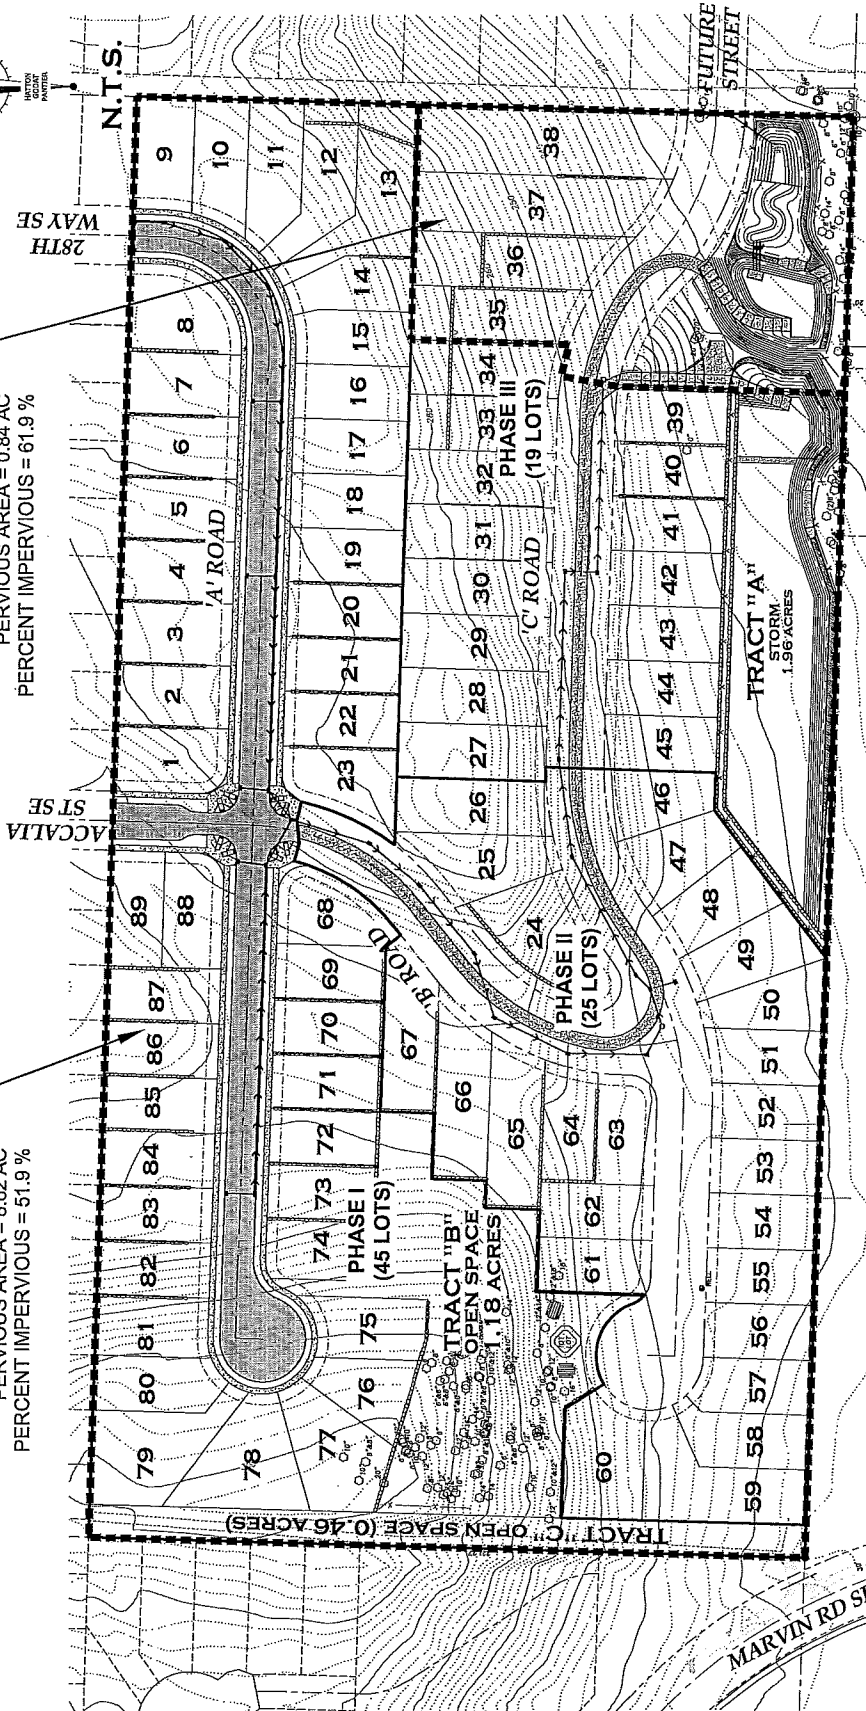 HATTON
GODAT
PANTIER
N.T.S.
PERVIOUS AREA = 0.84 AC
PERCENT IMPERVIOUS = 61.9 %
PERCENT IMPERVIOUS = 51.9 %
28TH
WAY SE
ACCALIA
ST SE
FUTURE
STREET
9
10
11
12
13
8
7
6
5
4
3
2
1
'A' ROAD
14
15
16
17
18
19
20
21
22
23
89
88
87
86
85
84
83
82
81
80
79
78
77
76
75
74
73
72
71
70
69
68
PHASE I
(45 LOTS)
'B' ROAD
67
66
65
64
63
62
61
60
38
37
36
35
34
33
32
31
30
29
28
27
26
25
24
PHASE III
(19 LOTS)
'C' ROAD
PHASE II
(25 LOTS)
39
40
41
42
43
44
45
46
47
48
49
50
51
52
53
54
55
56
57
58
59
TRACT "A"
STORM
1.96 ACRES
TRACT "B"
OPEN SPACE
1.18 ACRES
TRACT "C" OPEN SPACE (0.46 ACRES)
MARVIN RD SE